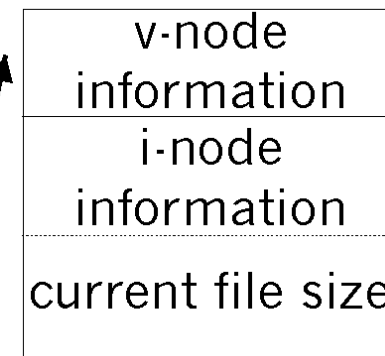 v-node
information
i-node
information
current file size